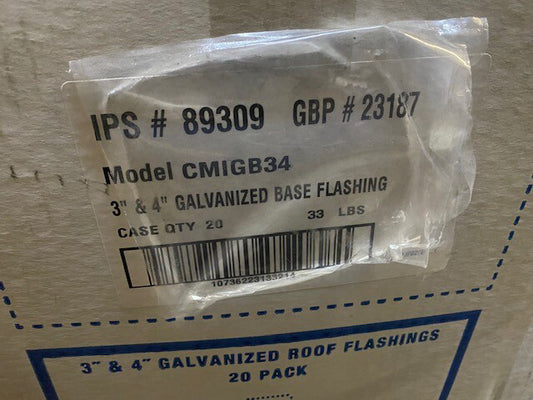 IPS # 89309 GBP # 23187
Model CMIGB34
3" & 4" GALVANIZED BASE FLASHING
CASE QTY 20 33 LBS
10736223133214
3" & 4" GALVANIZED ROOF FLASHINGS
20 PACK